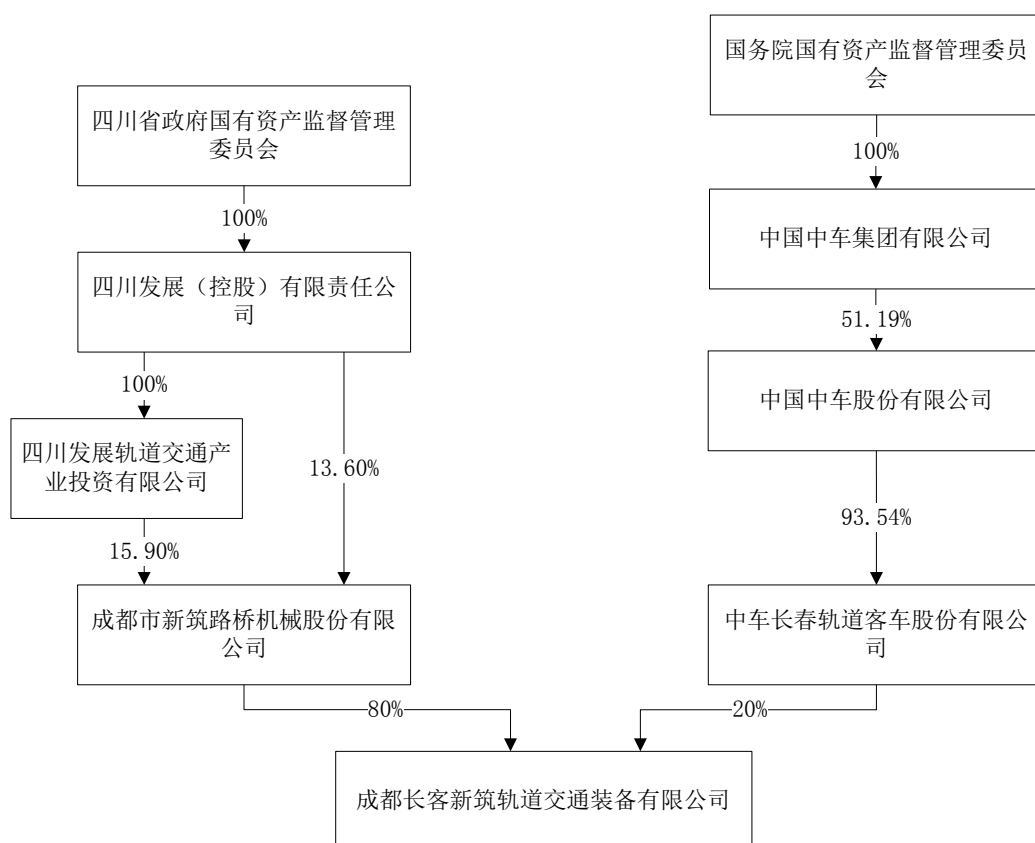 国务院国有资产监督管理委员
会
四川省政府国有资产监督管理
委员会
100%
100%
中国中车集团有限公司
四川发展（控股）有限责任公
司
51.19%
100%
中国中车股份有限公司
四川发展轨道交通产
业投资有限公司
13.60%
93.54%
15.90%
成都市新筑路桥机械股份有限
公司
中车长春轨道客车股份有限公
司
80%
20%
成都长客新筑轨道交通装备有限公司